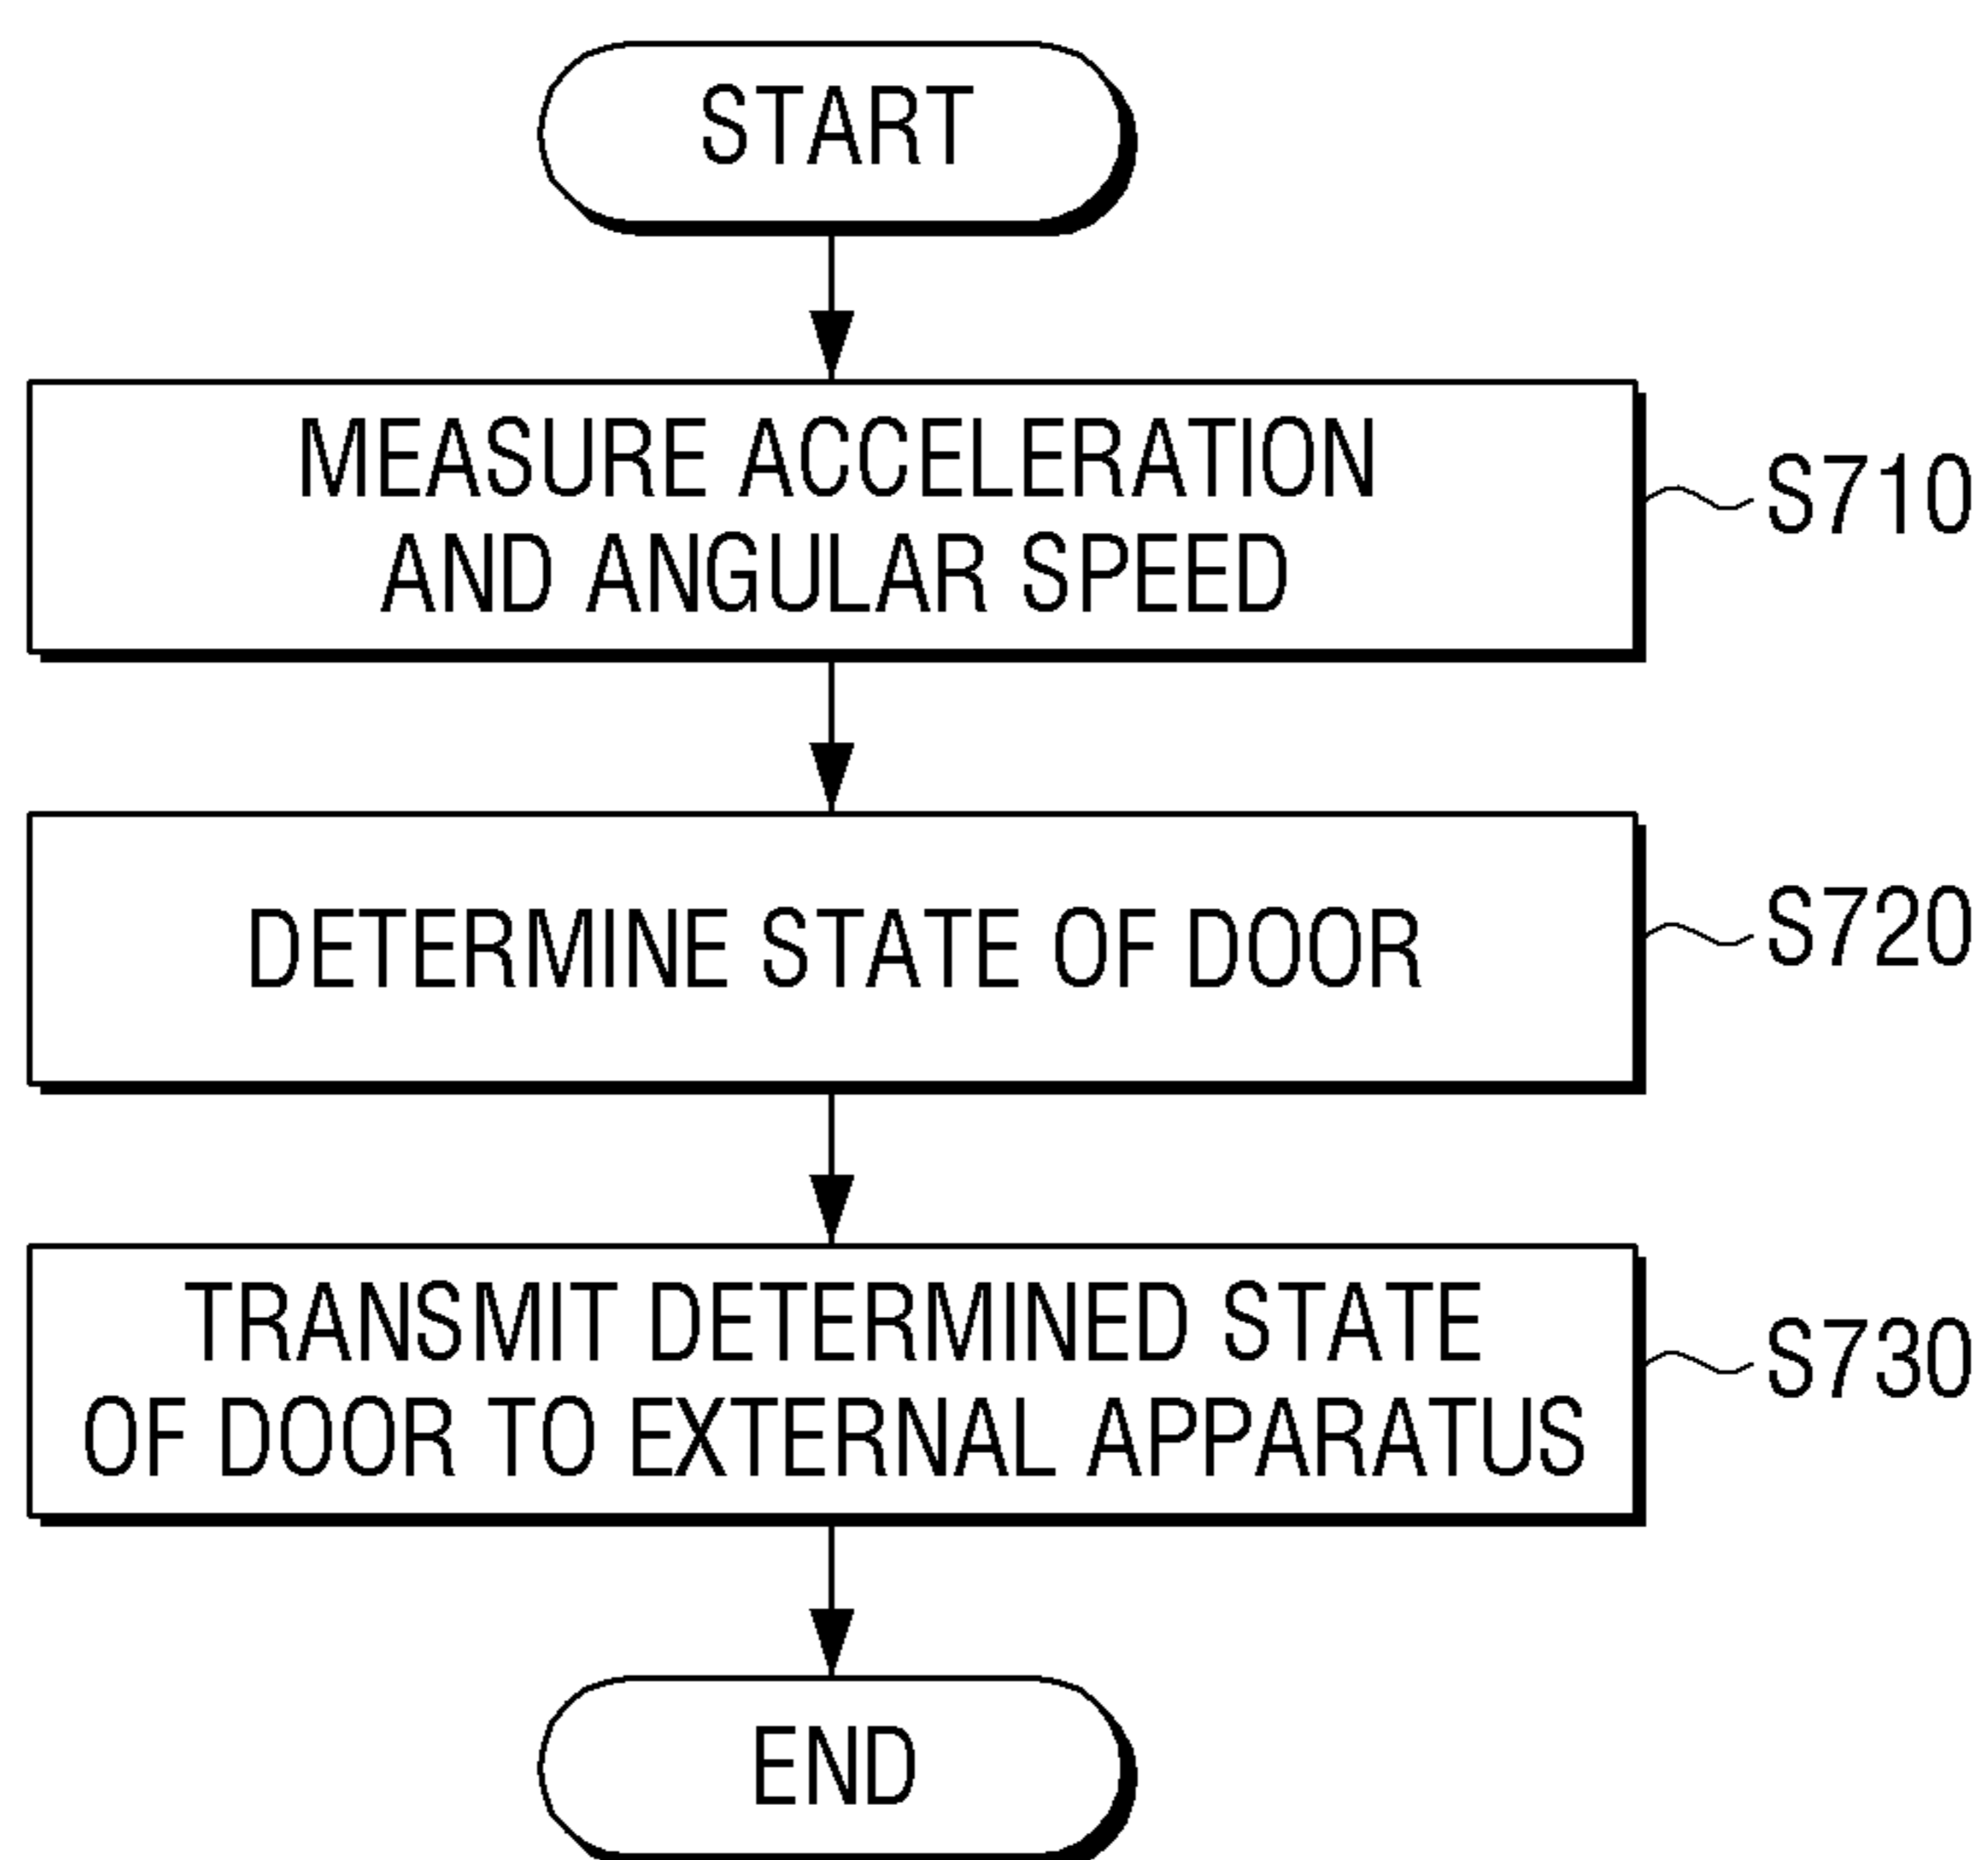 START
MEASURE ACCELERATION
AND ANGULAR SPEED
S710
DETERMINE STATE OF DOOR
S720
TRANSMIT DETERMINED STATE
OF DOOR TO EXTERNAL APPARATUS
S730
END